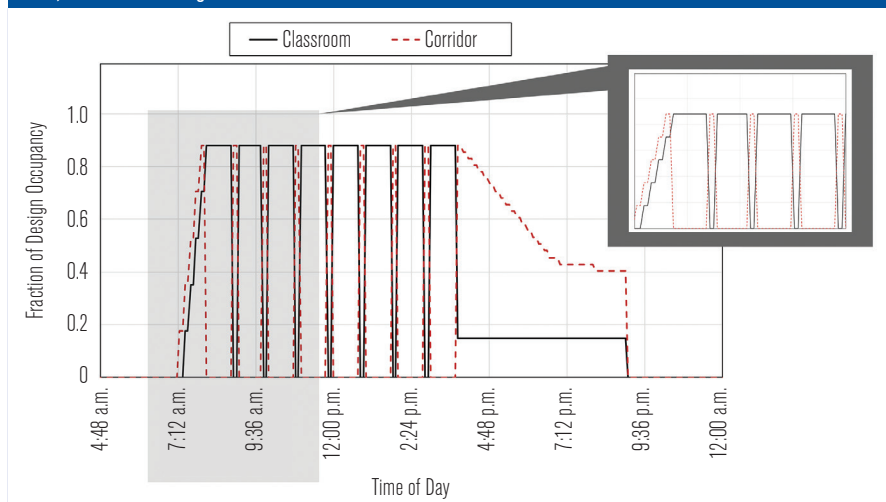 Classroom
Corridor
Fraction of Design Occupancy
1.0
0.8
0.6
0.4
0.2
0
4:48 a.m.
7:12 a.m.
9:36 a.m.
12:00 p.m.
2:24 p.m.
4:48 p.m.
7:12 p.m.
9:36 p.m.
12:00 a.m.
Time of Day